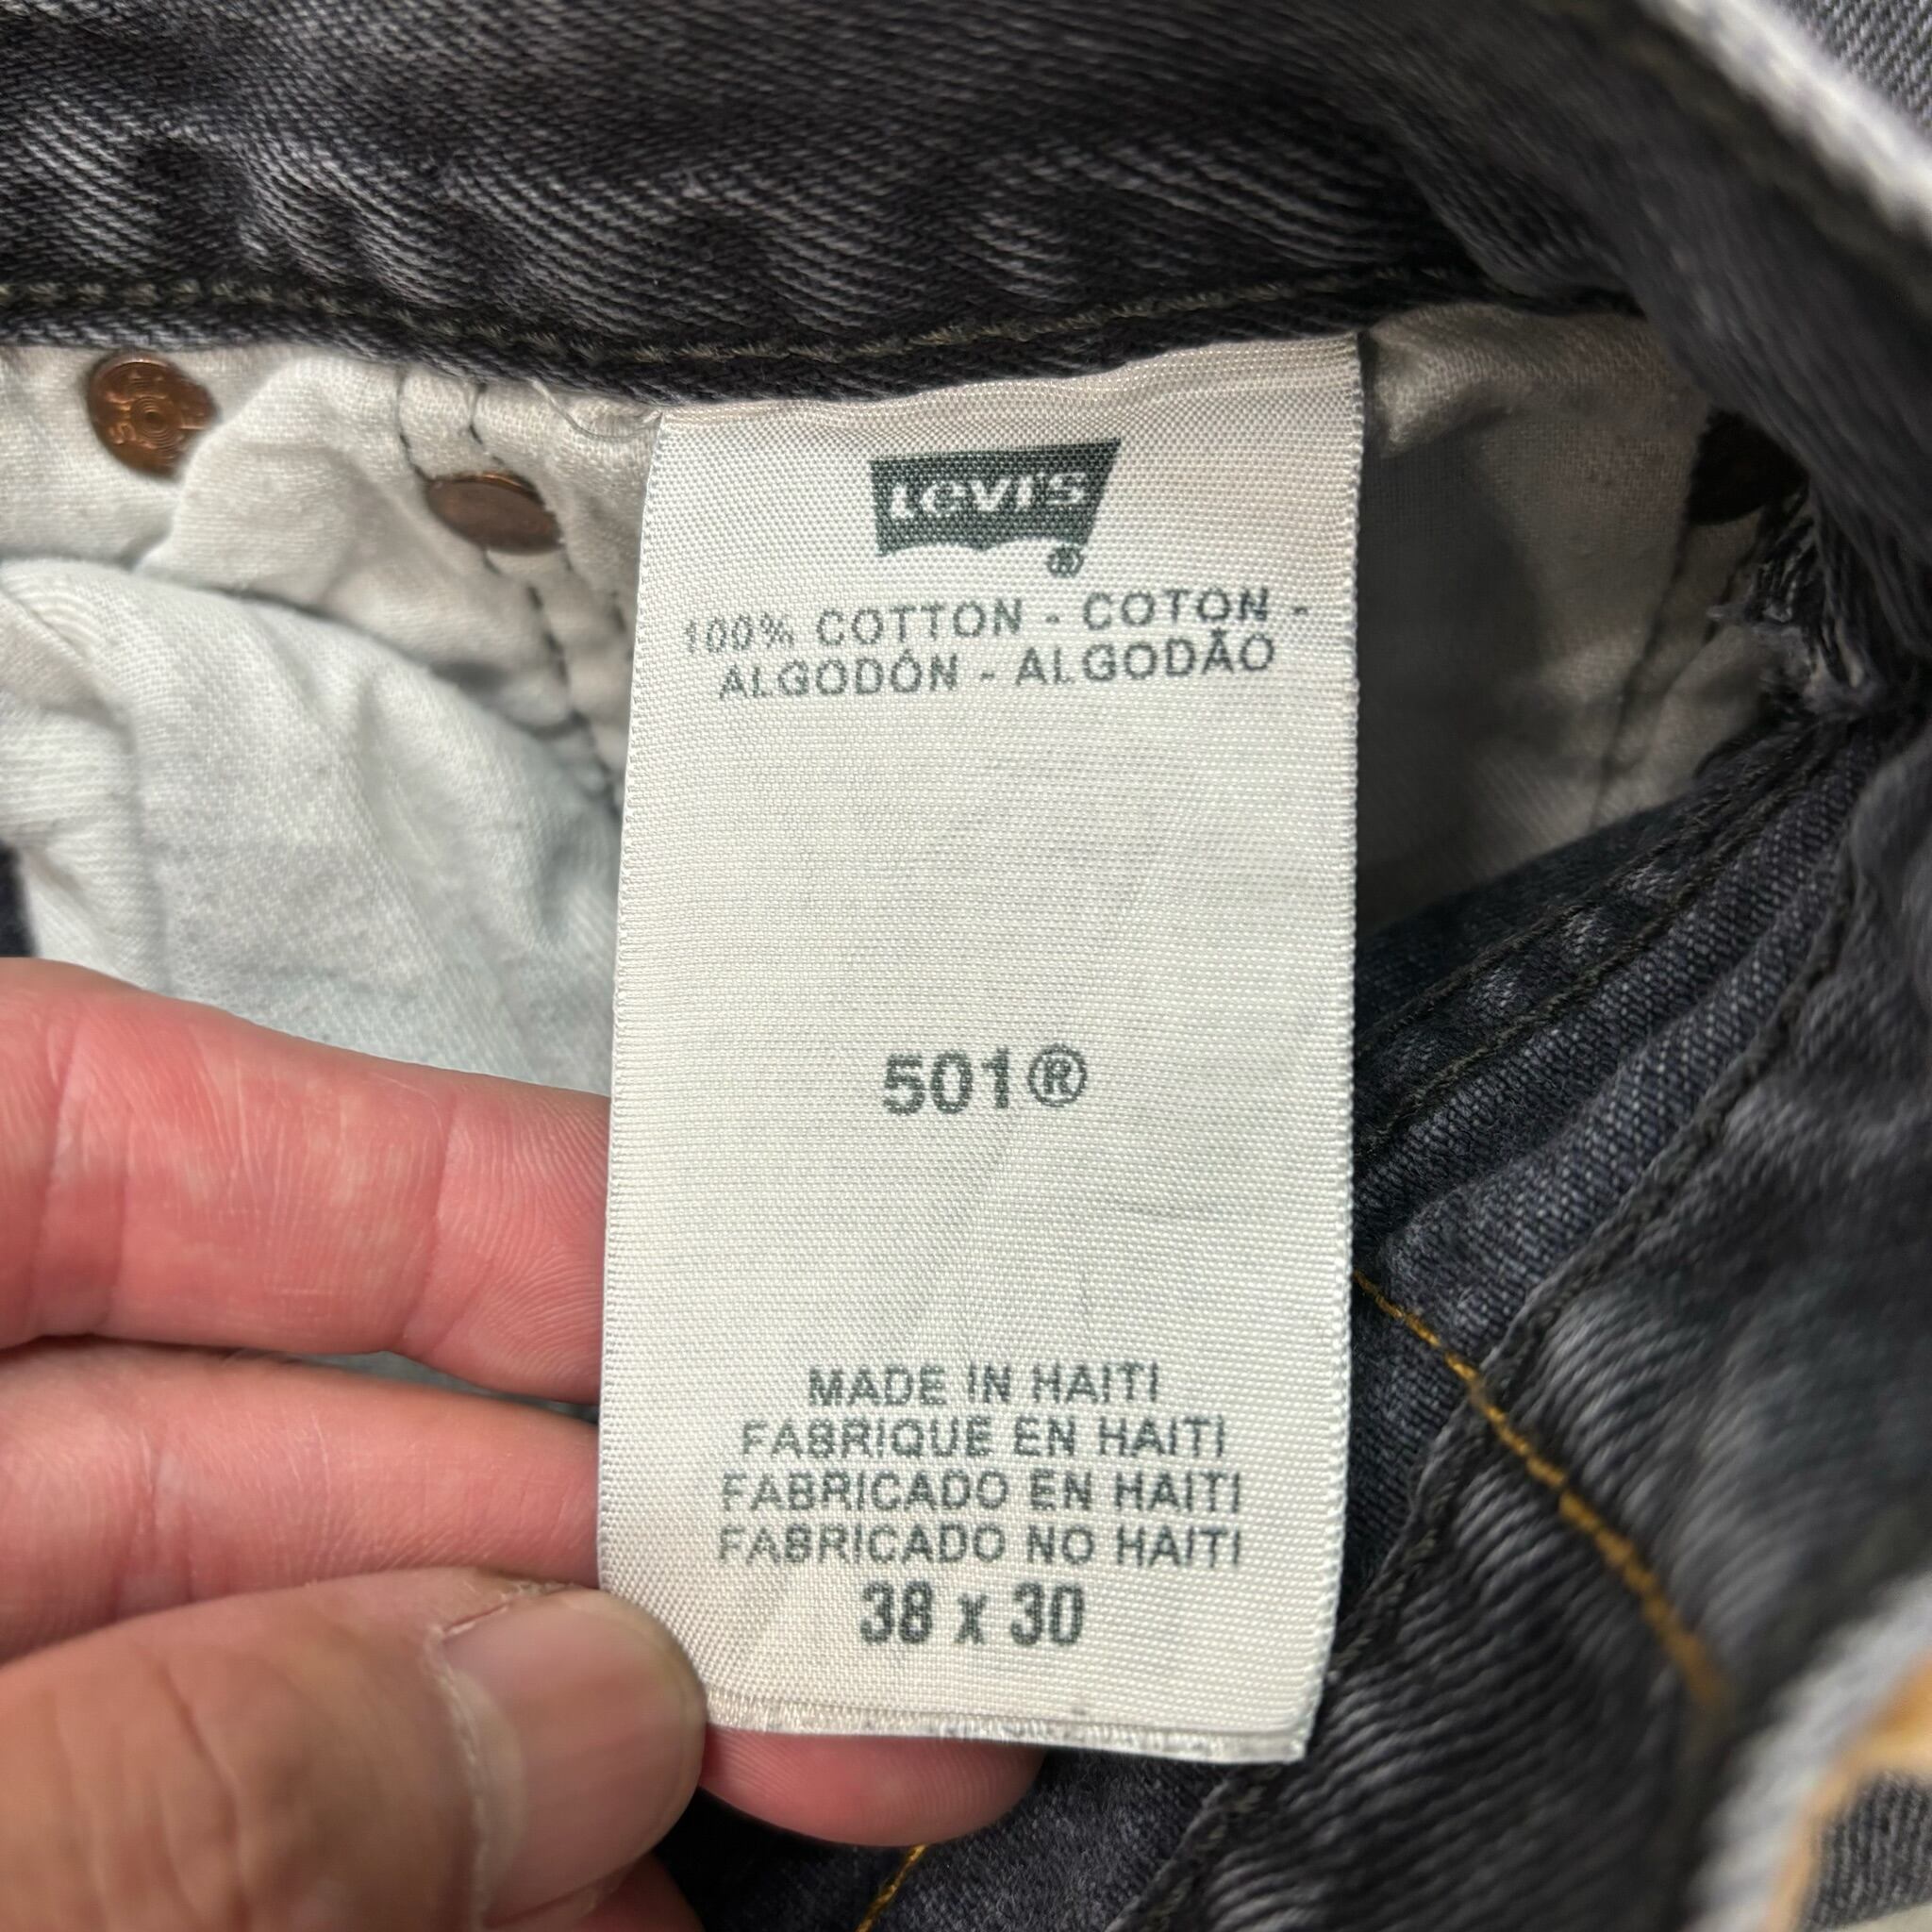 LEVI'S
®
100% COTTON - COTON -
ALGODÓN - ALGODÃO
501®
MADE IN HAITI
FABRIQUE EN HAITI
FABRICADO EN HAITI
FABRICADO NO HAITI
38 x 30